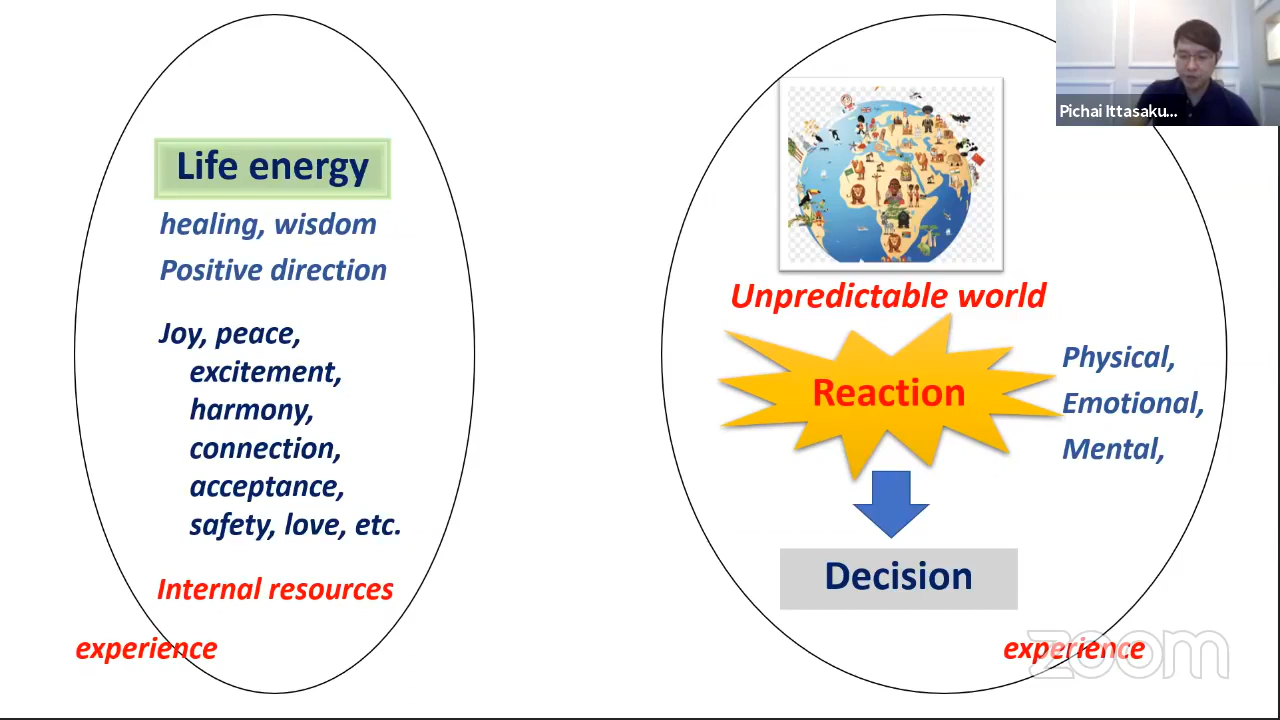 Life energy
healing, wisdom
Positive direction
Joy, peace,
excitement,
harmony,
connection,
acceptance,
safety, love, etc.
Internal resources
experience
Pichai Ittasaku...
Unpredictable world
Reaction
Physical,
Emotional,
Mental,
Decision
experience
zoom